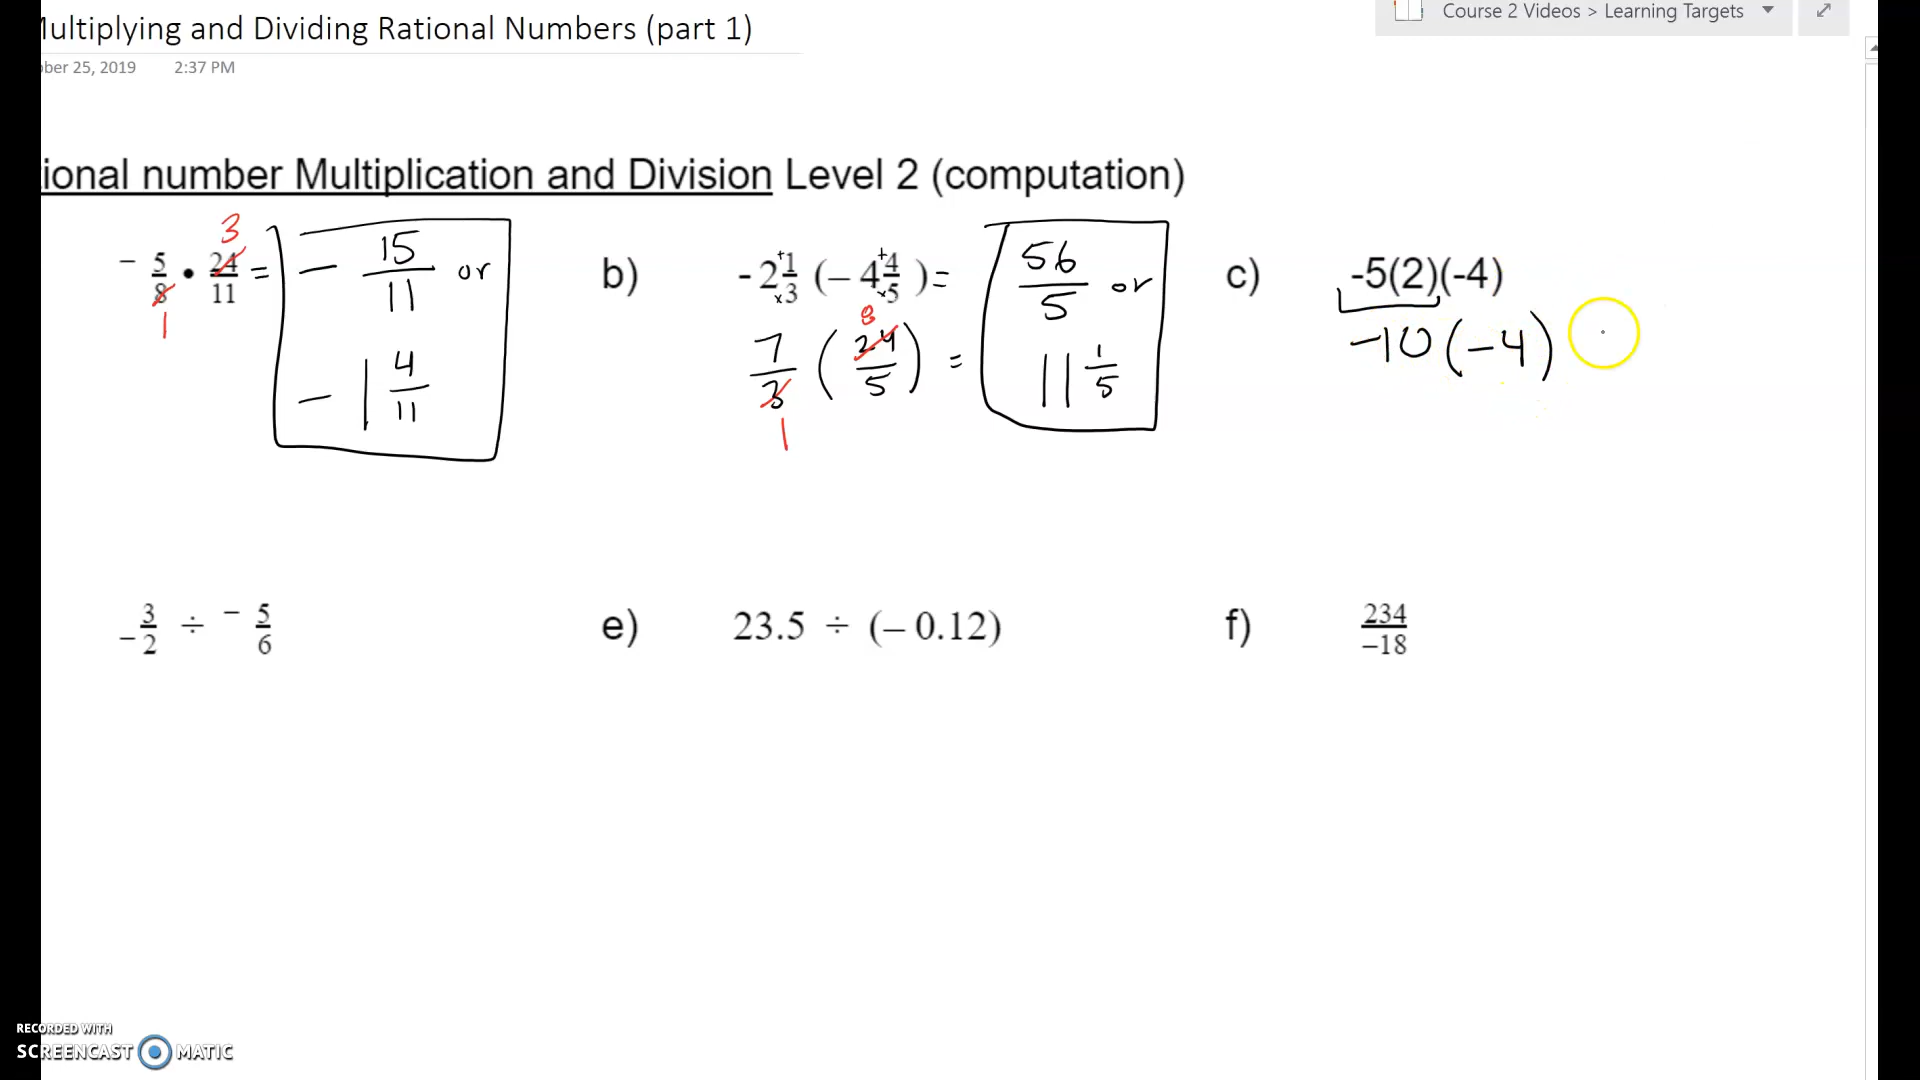 Multiplying and Dividing Rational Numbers (part 1)
Course 2 Videos > Learning Targets
ber 25, 2019 2:37 PM
ional number Multiplication and Division Level 2 (computation)
- 5/8 • 24/11 = - 15/11 or
3
1
- 1 4/11
b) -2 1/3 (– 4 4/5) = 56/5 or
+ +
x x
7/3 (24/5) = 11 1/5
8
1
c) -5(2)(-4)
-10(-4)
- 3/2 ÷ - 5/6
e) 23.5 ÷ (– 0.12)
f) 234/–18
RECORDED WITH
SCREENCAST MATIC